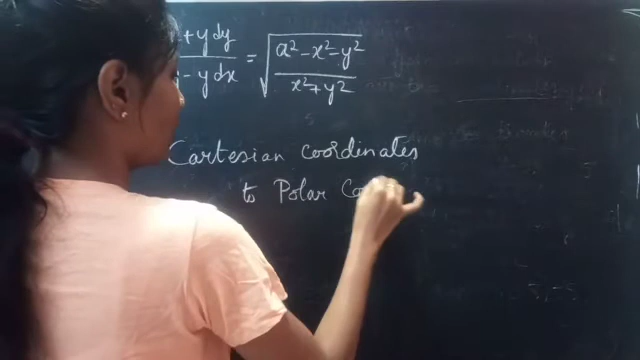 + ydy / - ydx = √((a² - x² - y²) / (x² + y²))
Cartesian coordinates
to Polar Co